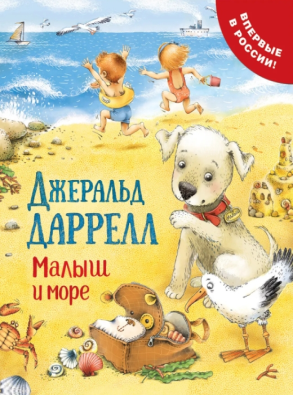 ВПЕРВЫЕ
В РОССИИ!
ДЖЕРАЛЬД
ДАРРЕЛЛ
МАЛЫШ
И МОРЕ